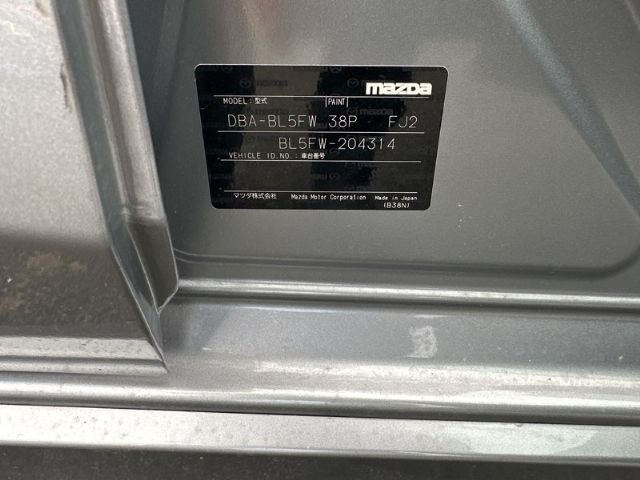 mazda
MODEL: 型式 PAINT
DBA-BL5FW 38P FJ2
BL5FW-204314
VEHICLE ID.NO.: 車台番号
マツダ株式会社 Mazda Motor Corporation Made in Japan
(B38N)